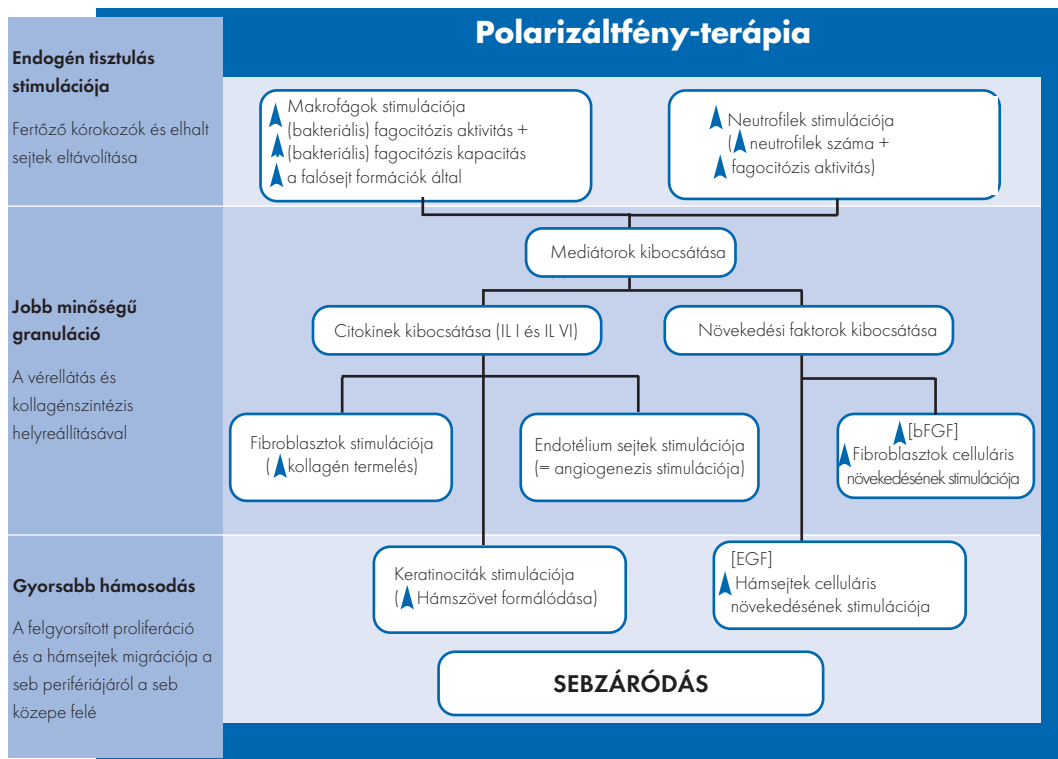 Polarizáltfény-terápia
Endogén tisztulás
stimulációja
Fertőző kórokozók és elhalt
sejtek eltávolítása
Makrofágok stimulációja
(bakteriális) fagocitózis aktivitás +
(bakteriális) fagocitózis kapacitás
a falósejt formációk által
Neutrofilek stimulációja
( neutrofilek száma +
fagocitózis aktivitás)
Mediátorok kibocsátása
Jobb minőségű
granuláció
A vérellátás és
kollagénszintézis
helyreállításával
Citokinek kibocsátása (IL I és IL VI)
Növekedési faktorok kibocsátása
Fibroblasztok stimulációja
( kollagén termelés)
Endotélium sejtek stimulációja
(= angiogenezis stimulációja)
[bFGF]
Fibroblasztok celluláris
növekedésének stimulációja
Gyorsabb hámosodás
A felgyorsított proliferáció
és a hámsejtek migrációja a
seb perifériájáról a seb
közepe felé
Keratinociták stimulációja
( Hámszövet formálódása)
[EGF]
Hámsejtek celluláris
növekedésének stimulációja
SEBZÁRÓDÁS